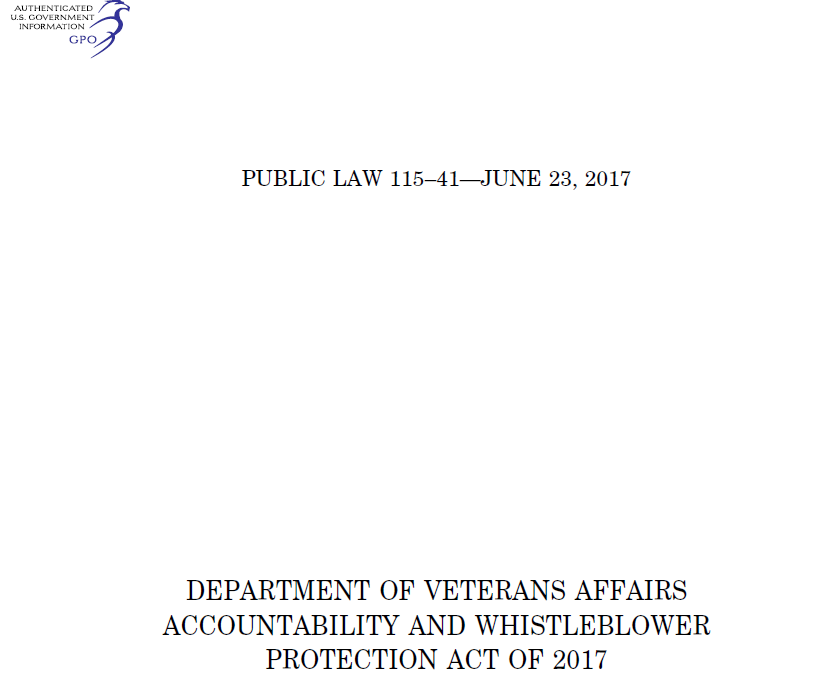 AUTHENTICATED
U.S. GOVERNMENT
INFORMATION
GPO
PUBLIC LAW 115–41—JUNE 23, 2017
DEPARTMENT OF VETERANS AFFAIRS
ACCOUNTABILITY AND WHISTLEBLOWER
PROTECTION ACT OF 2017